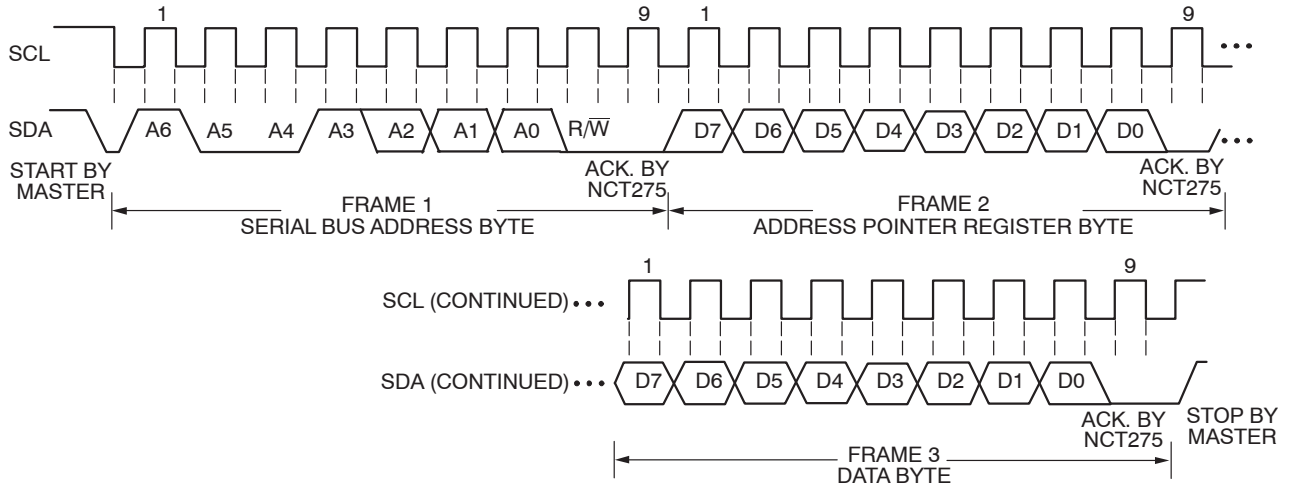 1 9 1 9
SCL •••
SDA A6 A5 A4 A3 A2 A1 A0 R/W̅ D7 D6 D5 D4 D3 D2 D1 D0 •••
START BY MASTER
ACK. BY NCT275
ACK. BY NCT275
FRAME 1
SERIAL BUS ADDRESS BYTE
FRAME 2
ADDRESS POINTER REGISTER BYTE
1 9
SCL (CONTINUED) •••
SDA (CONTINUED) ••• D7 D6 D5 D4 D3 D2 D1 D0
ACK. BY NCT275
STOP BY MASTER
FRAME 3
DATA BYTE